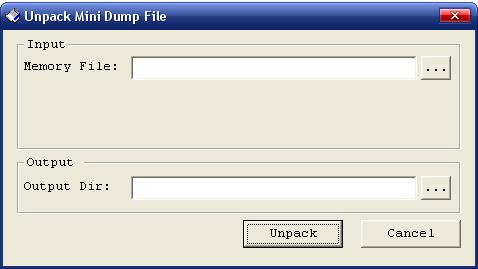 Unpack Mini Dump File
Input
Memory File:
...
Output
Output Dir:
...
Unpack
Cancel